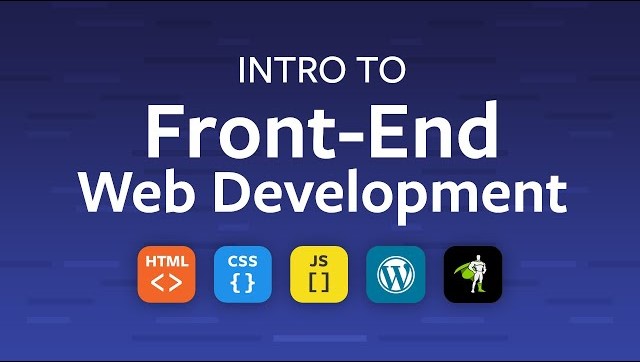 INTRO TO
Front-End
Web Development
HTML CSS JS
< > { } [ ] W